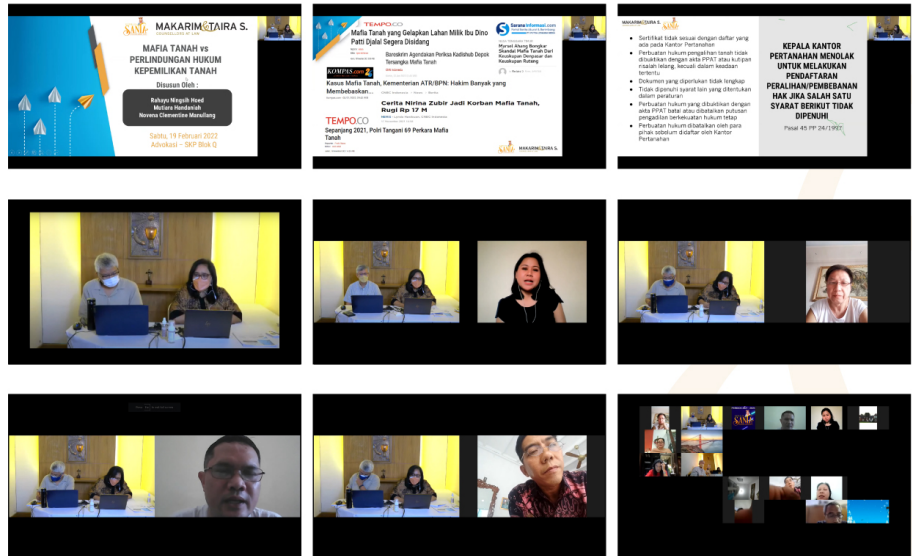 SANTA
MAKARIM&TAIRA S.
COUNSELLORS AT LAW
MAFIA TANAH vs
PERLINDUNGAN HUKUM
KEPEMILIKAN TANAH
Disusun Oleh :
Rahayu Ningsih Hoed
Mutiara Handaniah
Novena Clementine Manullang
Sabtu, 19 Februari 2022
Advokasi – SKP Blok Q
TEMPO.CO
Mafia Tanah yang Gelapkan Lahan Milik Ibu Dino
Patti Djalal Segera Disidang
SaranaInformasi.com
Bareskrim Agendakan Periksa Kadishub Depok
Tersangka Mafia Tanah
Skandal Mafia Tanah Dari
KOMPAS.com
Kasus Mafia Tanah, Kementerian ATR/BPN: Hakim Banyak yang
Membebaskan...
Cerita Nirina Zubir Jadi Korban Mafia Tanah,
Rugi Rp 17 M
TEMPO.CO
Sepanjang 2021, Polri Tangani 69 Perkara Mafia
Tanah
MAKARIM&TAIRA S.
MAKARIM&TAIRA S.
Sertifikat tidak sesuai dengan daftar yang
ada pada Kantor Pertanahan
Perbuatan hukum pengalihan tanah tidak
dibuktikan dengan akta PPAT atau kutipan
risalah lelang, kecuali dalam keadaan
tertentu
Dokumen yang diperlukan tidak lengkap
Tidak dipenuhi syarat lain yang ditentukan
dalam peraturan
Perbuatan hukum yang dibuktikan dengan
akta PPAT batal atau dibatalkan putusan
pengadilan berkekuatan hukum tetap
Perbuatan hukum dibatalkan oleh para
pihak sebelum didaftar oleh Kantor
Pertanahan
KEPALA KANTOR
PERTANAHAN MENOLAK
UNTUK MELAKUKAN
PENDAFTARAN
PERALIHAN/PEMBEBANAN
HAK JIKA SALAH SATU
SYARAT BERIKUT TIDAK
DIPENUHI
Pasal 45 PP 24/1997